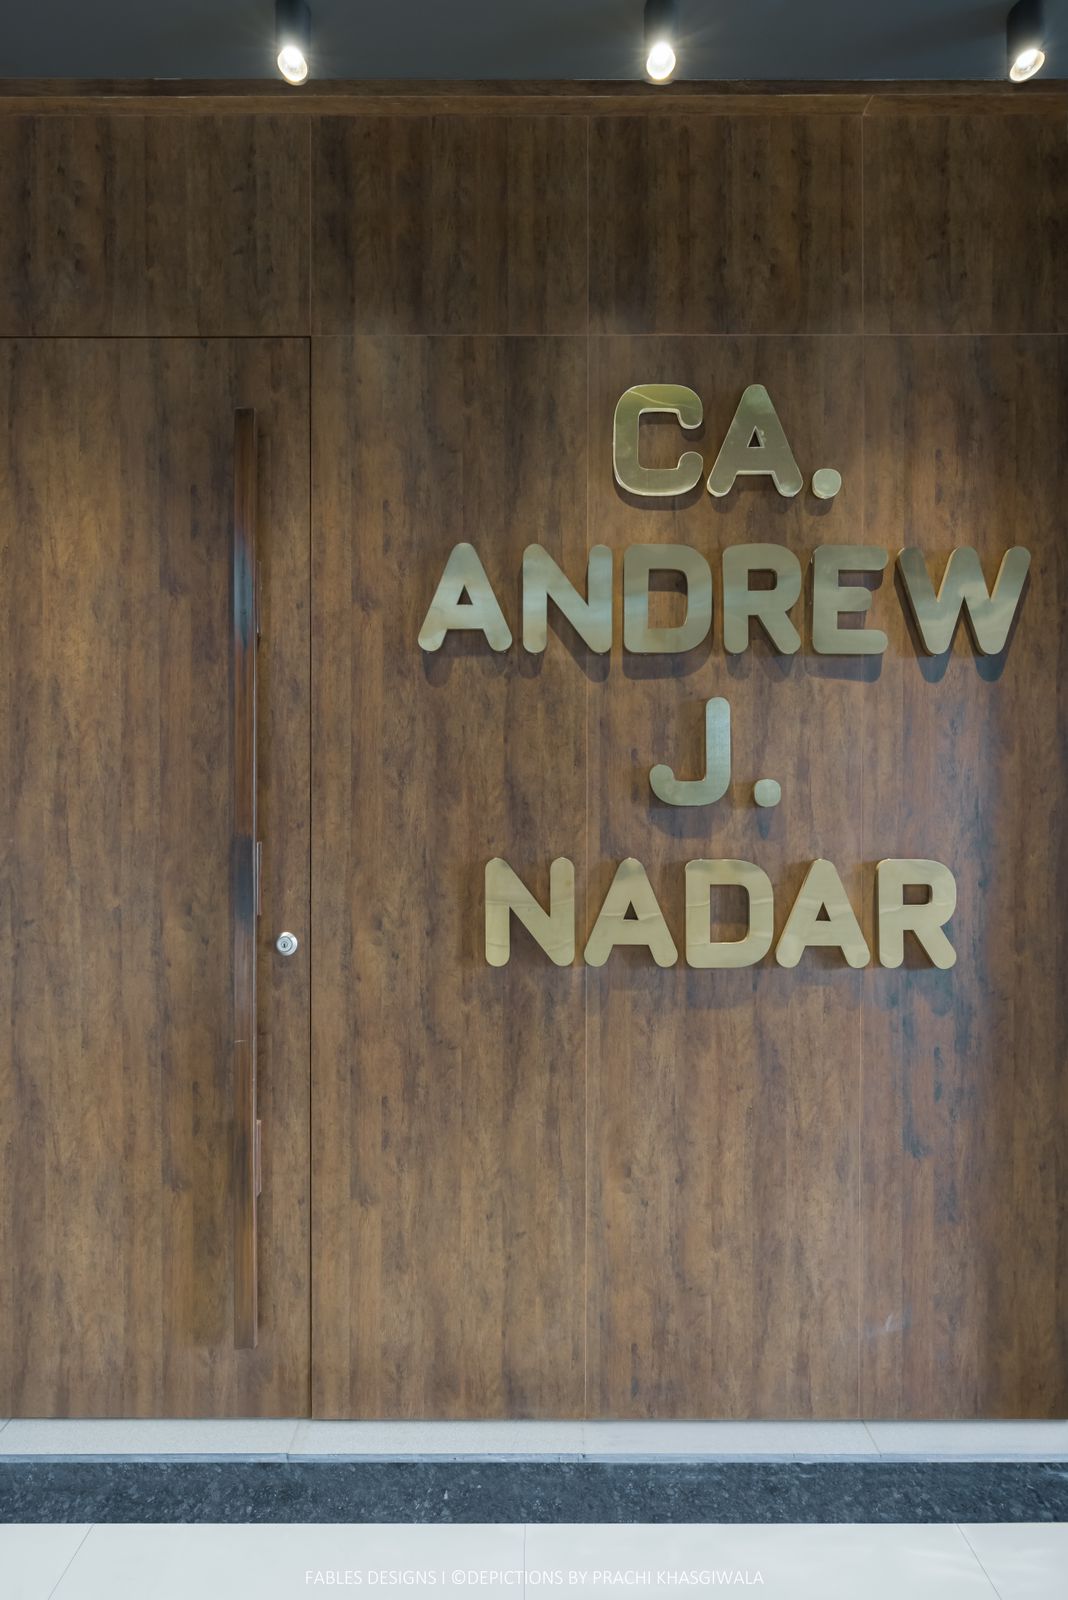 CA.
ANDREW
J.
NADAR
FABLES DESIGNS I ©DEPICTIONS BY PRACHI KHASGIWALA